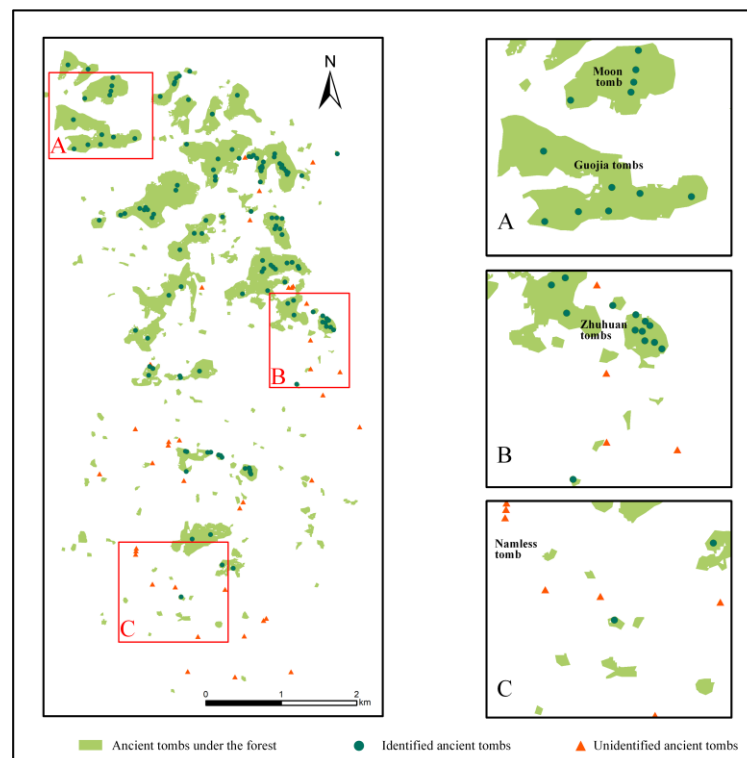 N
A
B
C
0 1 2
km
Moon
tomb
Guojia tombs
A
Zhuhuan
tombs
B
Namless
tomb
C
Ancient tombs under the forest
Identified ancient tombs
Unidentified ancient tombs